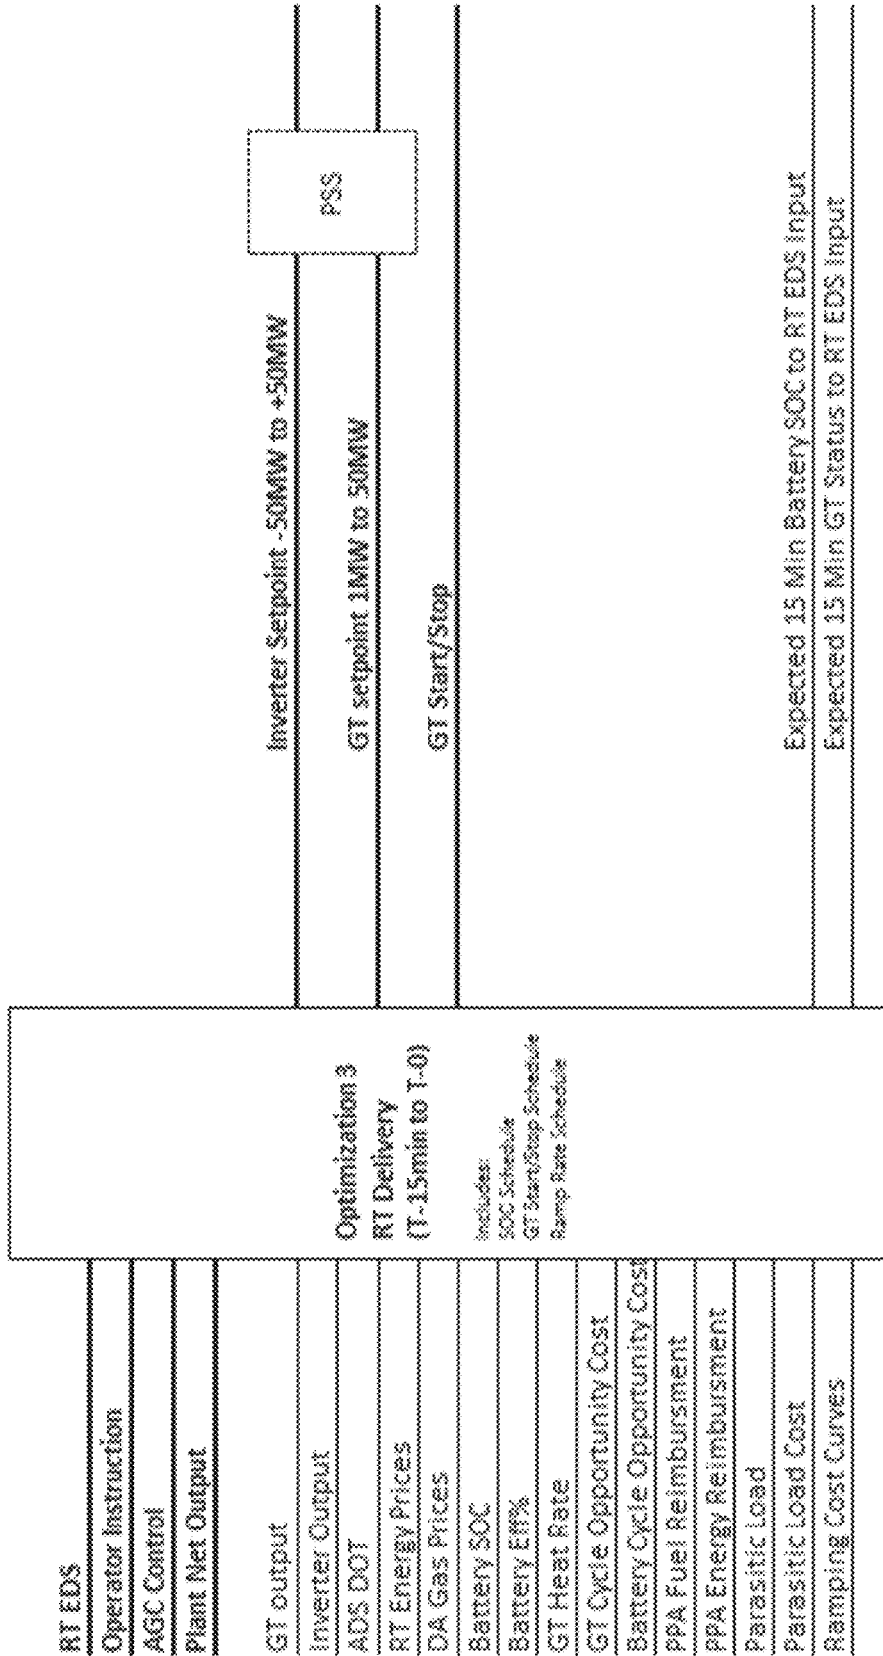 RT EDS
Operator Instruction
AGC Control
Plant Net Output
GT output
Inverter Output
ADS DOT
RT Energy Prices
DA Gas Prices
Battery SOC
Battery Eff%
GT Heat Rate
GT Cycle Opportunity Cost
Battery Cycle Opportunity Cost
PPA Fuel Reimbursment
PPA Energy Reimbursment
Parasitic Load
Parasitic Load Cost
Ramping Cost Curves
Optimization 3
RT Delivery
(T-15min to T-0)
Includes:
SOC Schedule
GT Start/Stop Schedule
Ramp Rate Schedule
Inverter Setpoint -50MW to +50MW
GT setpoint 1MW to 50MW
GT Start/Stop
PSS
Expected 15 Min Battery SOC to RT EDS Input
Expected 15 Min GT Status to RT EDS Input